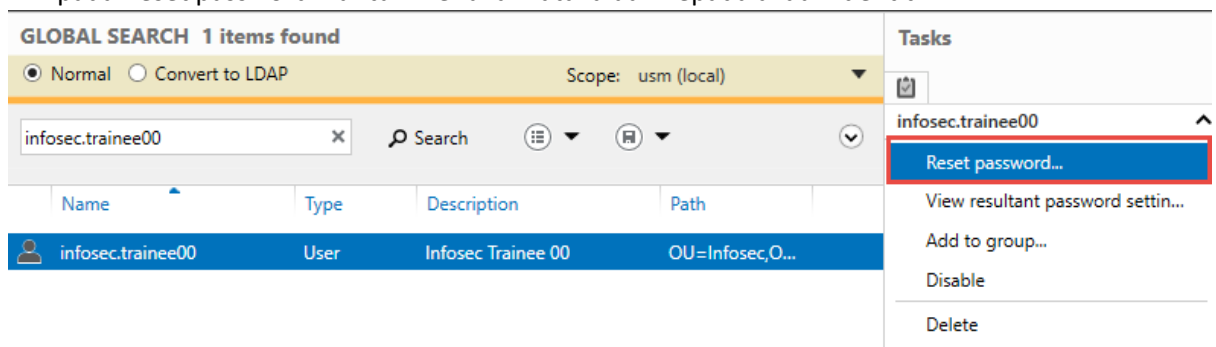 GLOBAL SEARCH 1 items found
Normal Convert to LDAP Scope: usm (local)
infosec.trainee00 Search
Name Type Description Path
infosec.trainee00 User Infosec Trainee 00 OU=Infosec,O...
Tasks
infosec.trainee00
Reset password...
View resultant password settin...
Add to group...
Disable
Delete